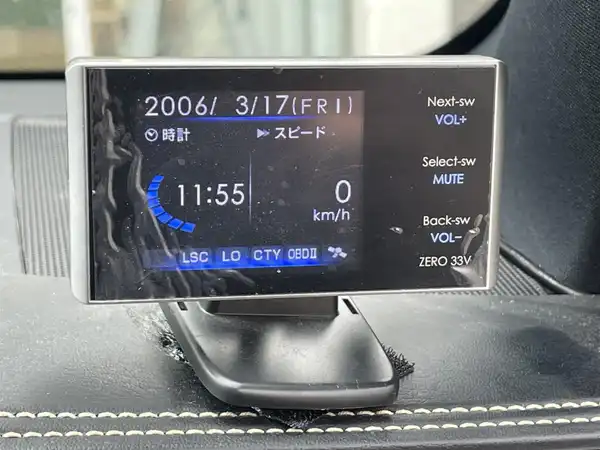 2006/ 3/17(FRI)
時計
スピード
11:55
0
km/h
LSC LO CTY OBDⅡ
Next-sw
VOL+
Select-sw
MUTE
Back-sw
VOL−
ZERO 33V